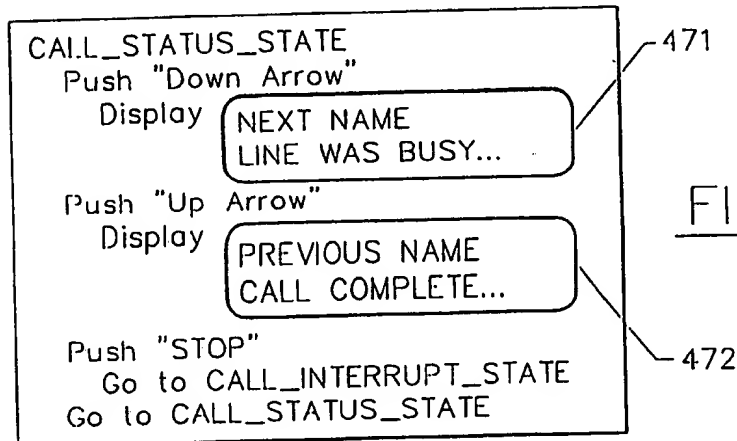 CALL_STATUS_STATE
Push "Down Arrow"
Display
NEXT NAME
LINE WAS BUSY...
471
Push "Up Arrow"
Display
PREVIOUS NAME
CALL COMPLETE...
472
Push "STOP"
Go to CALL_INTERRUPT_STATE
Go to CALL_STATUS_STATE
FI